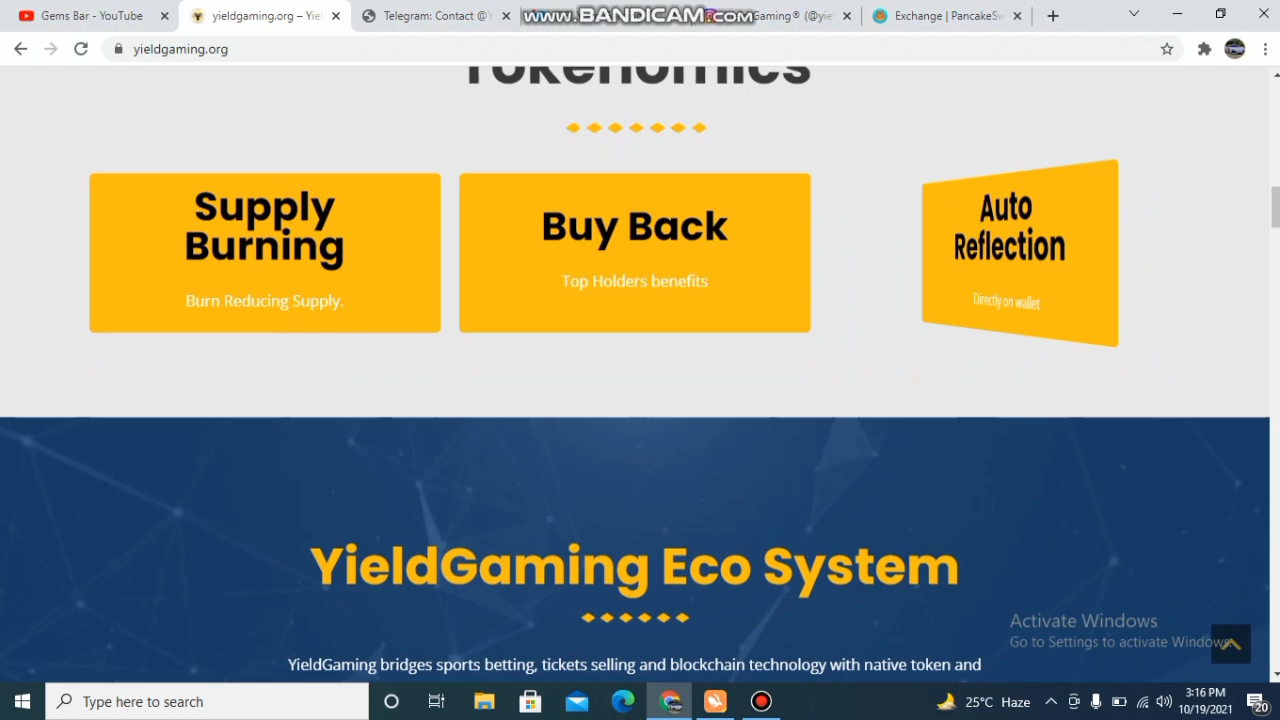 Gems Bar - YouTube
yieldgaming.org – Yiel
Telegram: Contact @Y
WWW.BANDICAM.COM
Gaming® (@yie
Exchange | PancakeSw
yieldgaming.org
Tokenomics
Supply
Burning
Burn Reducing Supply.
Buy Back
Top Holders benefits
Auto
Reflection
Directly on wallet
YieldGaming Eco System
YieldGaming bridges sports betting, tickets selling and blockchain technology with native token and
Activate Windows
Go to Settings to activate Windows.
Type here to search
25°C Haze
3:16 PM
10/19/2021
20